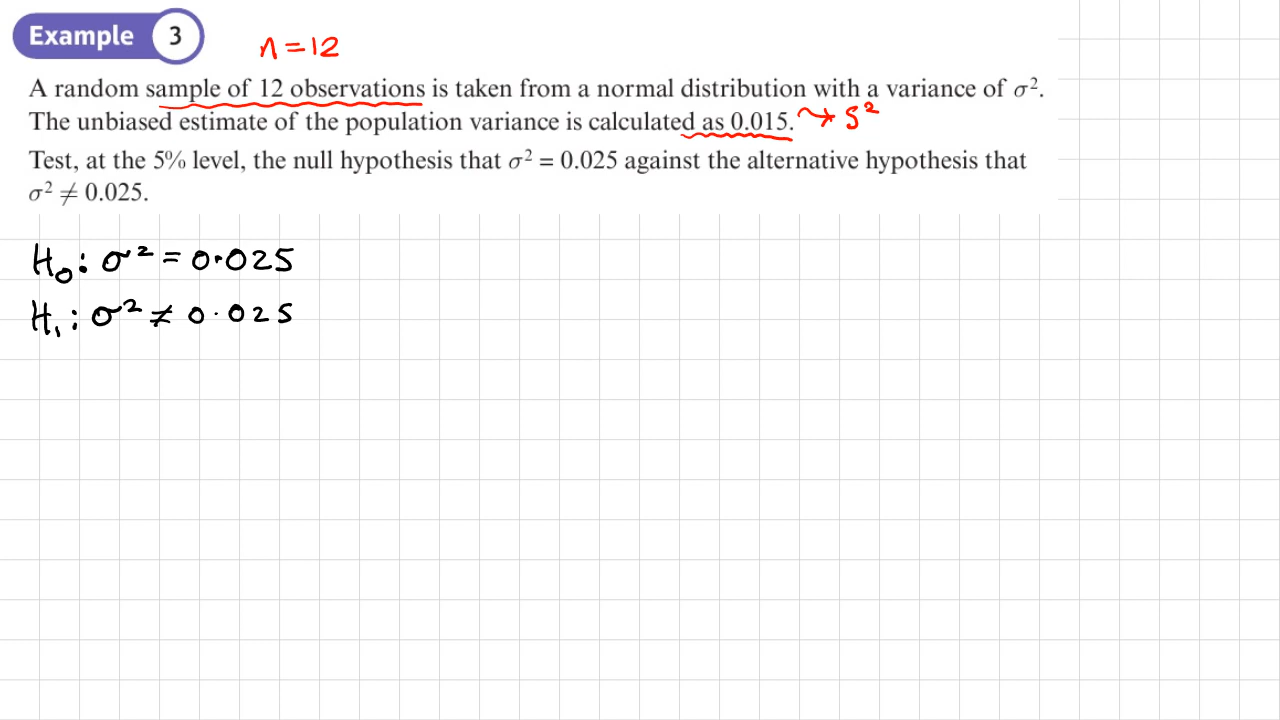 Example 3
n = 12
A random sample of 12 observations is taken from a normal distribution with a variance of σ².
The unbiased estimate of the population variance is calculated as 0.015. → s²
Test, at the 5% level, the null hypothesis that σ² = 0.025 against the alternative hypothesis that
σ² ≠ 0.025.
H₀: σ² = 0·025
H₁: σ² ≠ 0·025